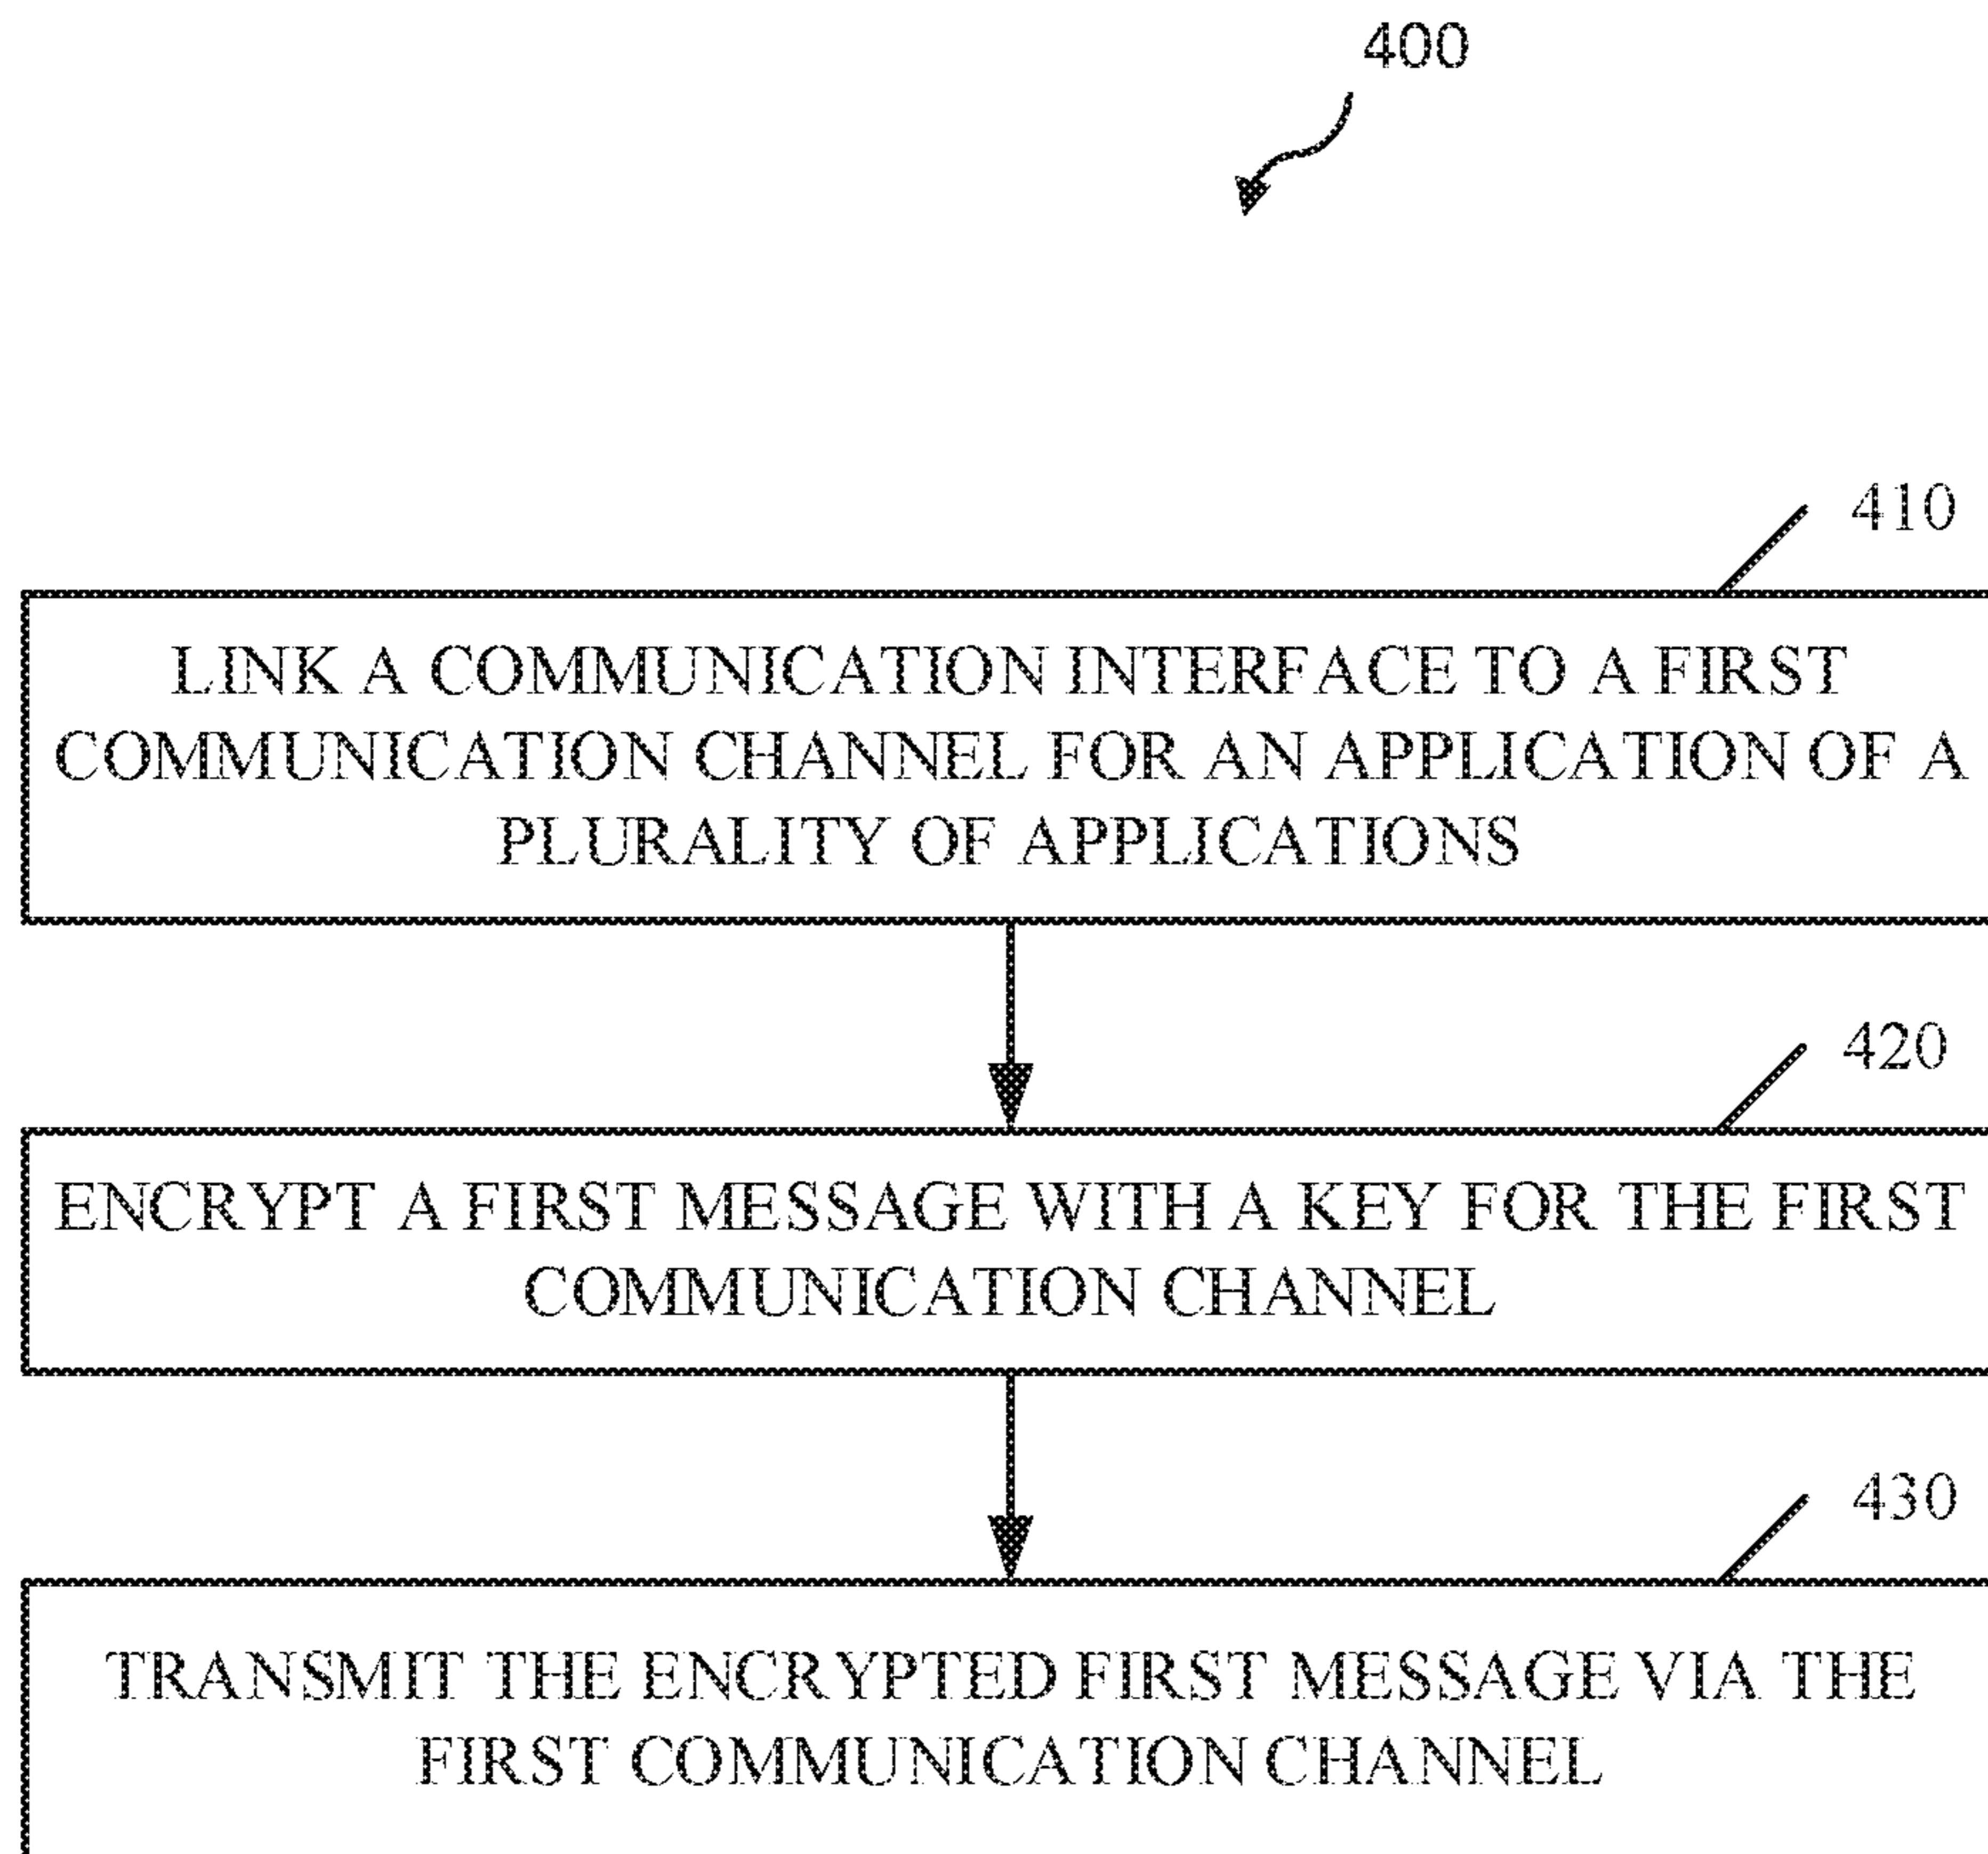 400
410
LINK A COMMUNICATION INTERFACE TO A FIRST
COMMUNICATION CHANNEL FOR AN APPLICATION OF A
PLURALITY OF APPLICATIONS
420
ENCRYPT A FIRST MESSAGE WITH A KEY FOR THE FIRST
COMMUNICATION CHANNEL
430
TRANSMIT THE ENCRYPTED FIRST MESSAGE VIA THE
FIRST COMMUNICATION CHANNEL